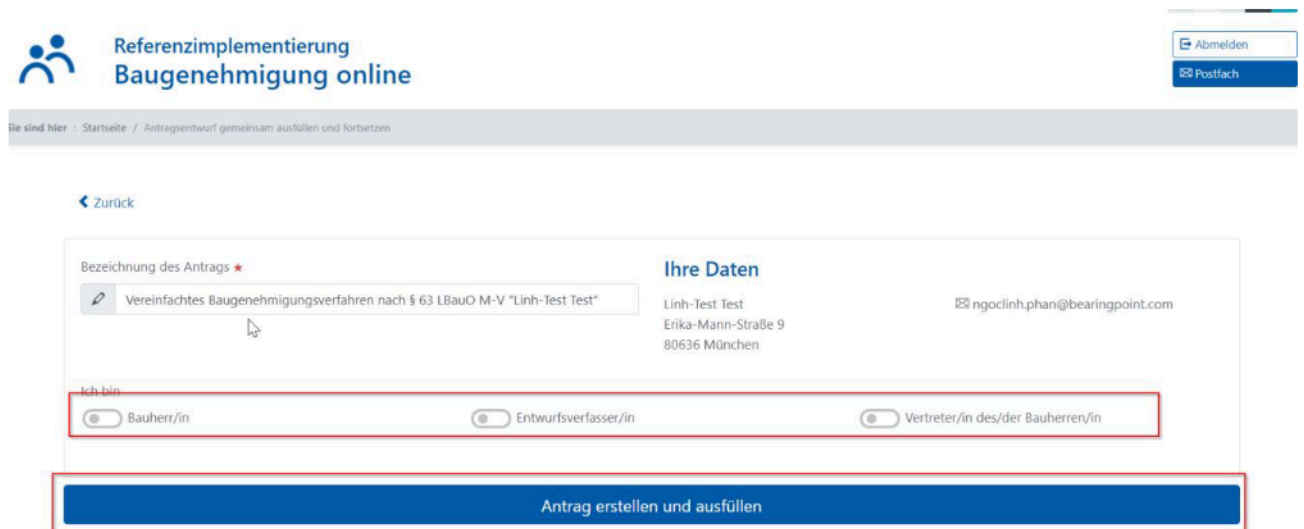 Referenzimplementierung
Baugenehmigung online
Abmelden
Postfach
Sie sind hier : Startseite / Antragsentwurf gemeinsam ausfüllen und fortsetzen
Zurück
Bezeichnung des Antrags ★
Vereinfachtes Baugenehmigungsverfahren nach § 63 LBauO M-V "Linh-Test Test"
Ihre Daten
Linh-Test Test
Erika-Mann-Straße 9
80636 München
ngoclinh.phan@bearingpoint.com
Ich bin
Bauherr/in
Entwurfsverfasser/in
Vertreter/in des/der Bauherren/in
Antrag erstellen und ausfüllen